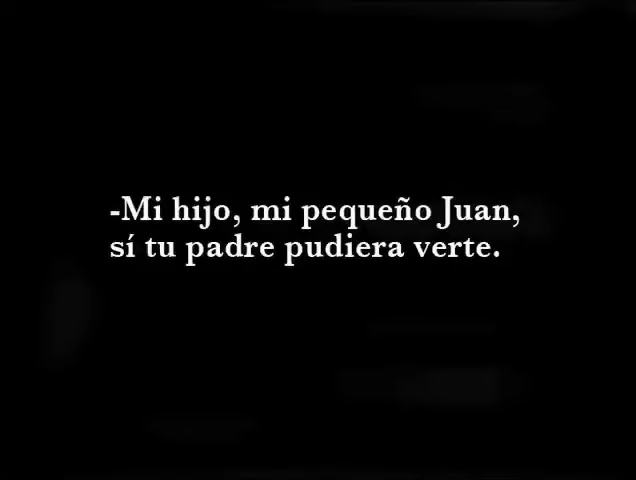 -Mi hijo, mi pequeño Juan,
sí tu padre pudiera verte.